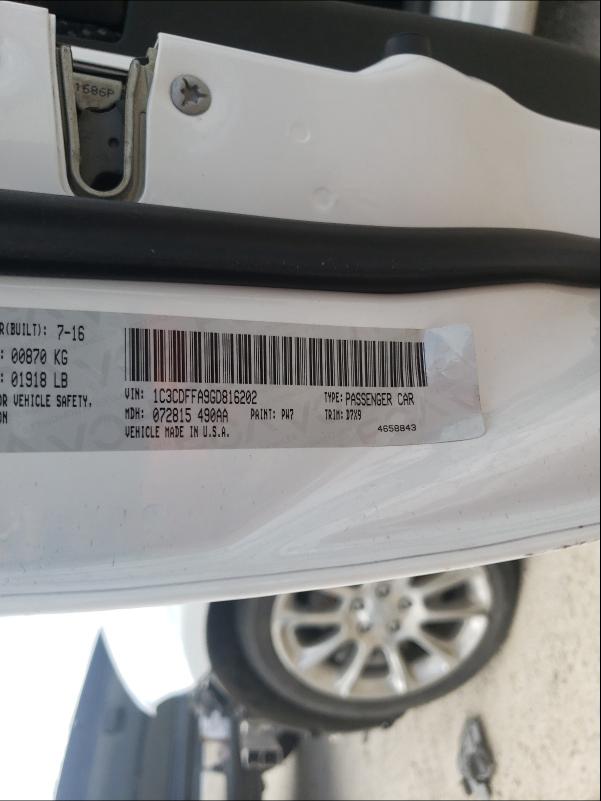 1686P
R(BUILT): 7-16
: 00870 KG
: 01918 LB
OR VEHICLE SAFETY,
ON
VIN: 1C3CDFFA9GD816202 TYPE: PASSENGER CAR
MDH: 072815 490AA PAINT: PW7 TRIM: D7X9
VEHICLE MADE IN U.S.A. 4658843